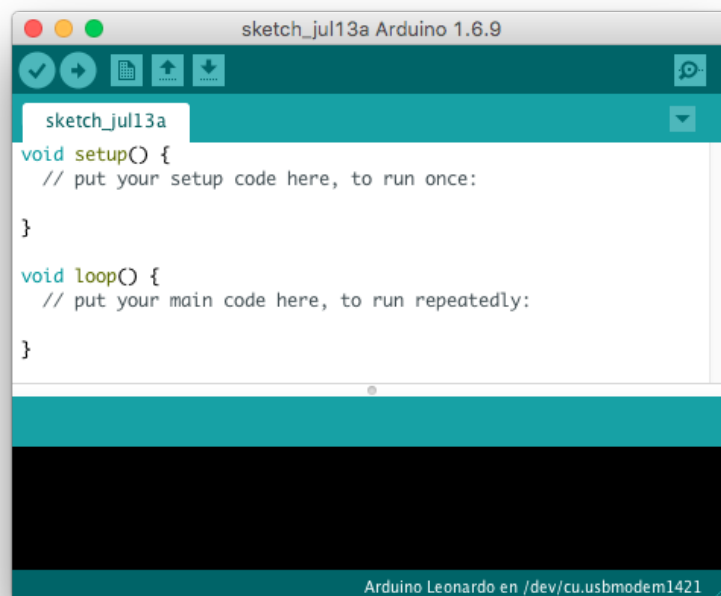 sketch_jul13a Arduino 1.6.9
sketch_jul13a
void setup() {
  // put your setup code here, to run once:
}
void loop() {
  // put your main code here, to run repeatedly:
}
Arduino Leonardo en /dev/cu.usbmodem1421